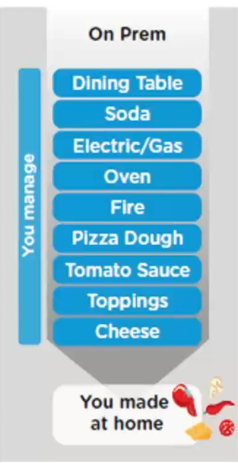 On Prem
You manage
Dining Table
Soda
Electric/Gas
Oven
Fire
Pizza Dough
Tomato Sauce
Toppings
Cheese
You made
at home